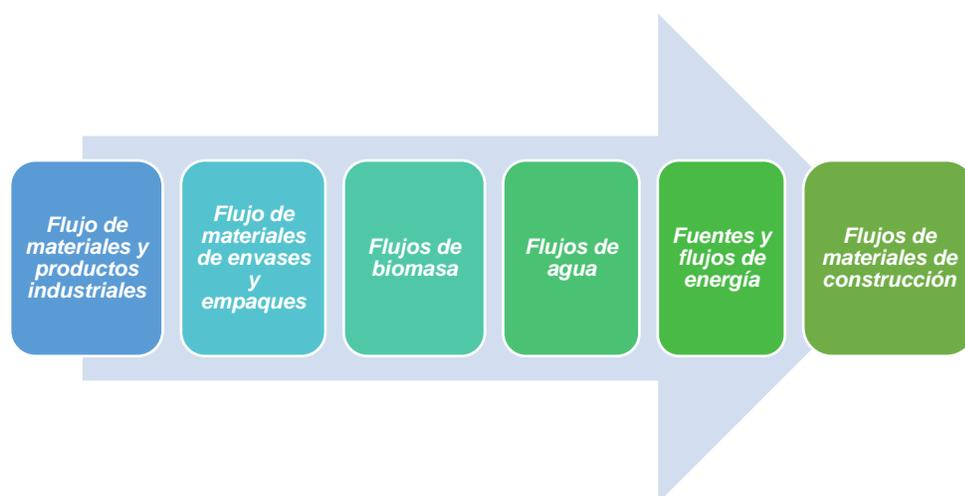 Flujo de
materiales y
productos
industriales
Flujo de
materiales
de envases
y
empaques
Flujos de
biomasa
Flujos de
agua
Fuentes y
flujos de
energía
Flujos de
materiales de
construcción